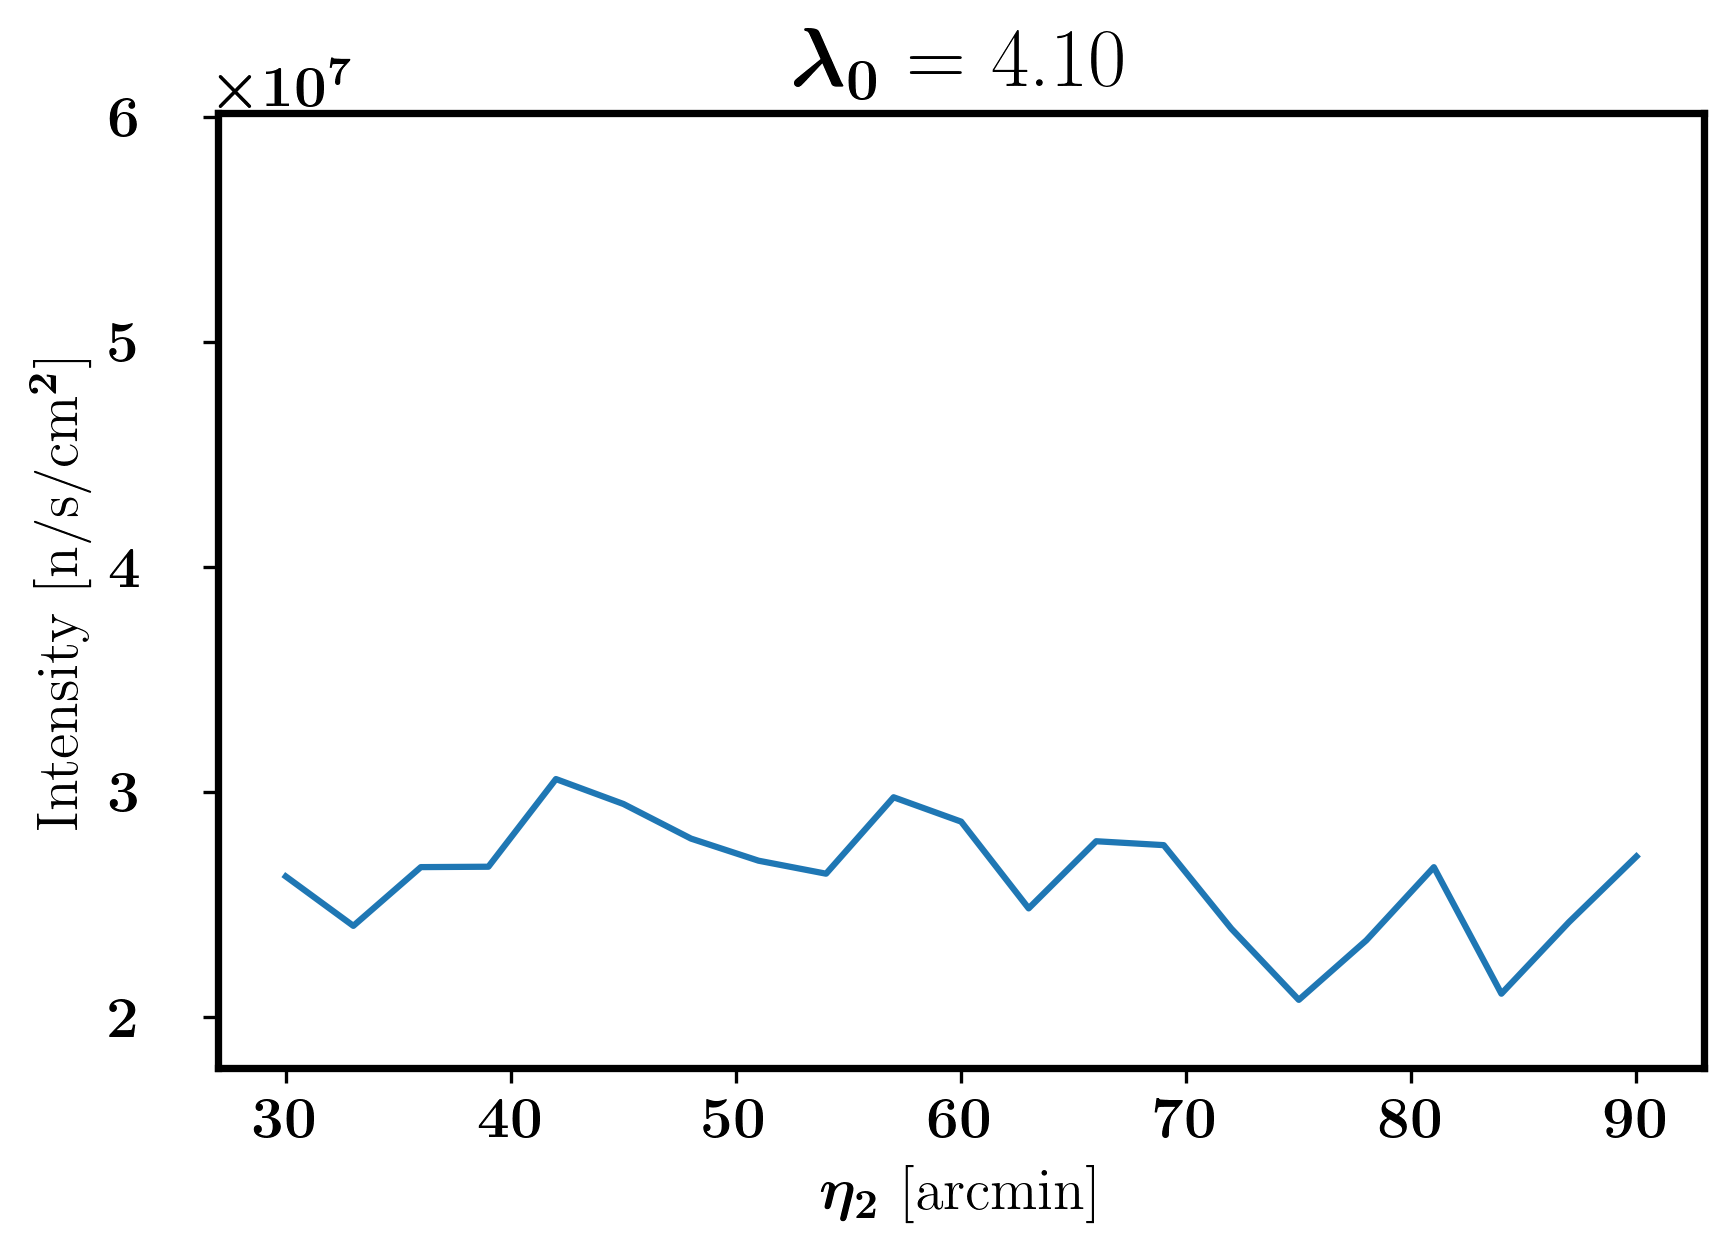 λ₀ = 4.10
×10⁷
6
5
4
3
2
Intensity [n/s/cm²]
30 40 50 60 70 80 90
η₂ [arcmin]